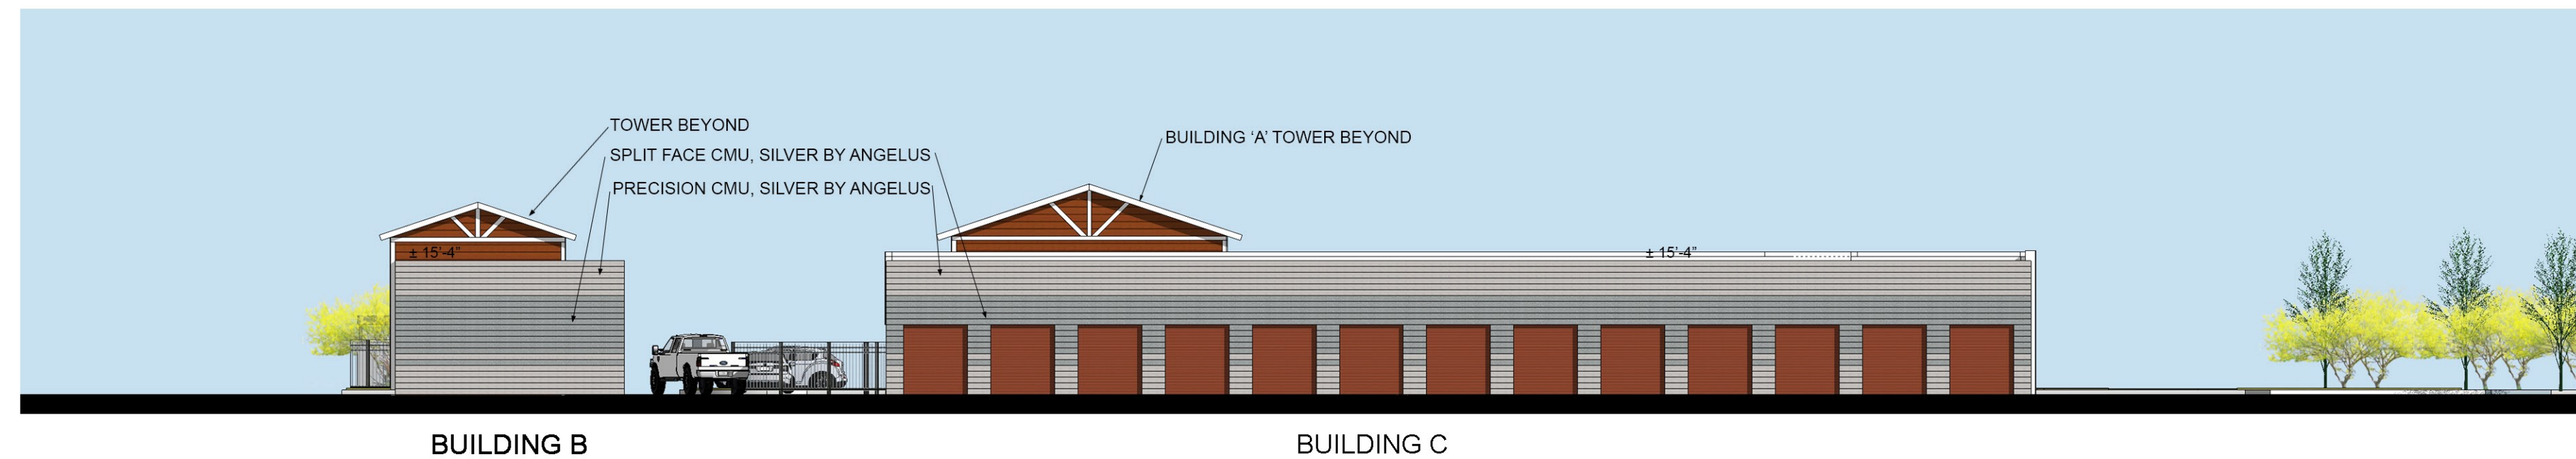 TOWER BEYOND
BUILDING ‘A’ TOWER BEYOND
SPLIT FACE CMU, SILVER BY ANGELUS
PRECISION CMU, SILVER BY ANGELUS
± 15’-4”
± 15’-4”
BUILDING B
BUILDING C